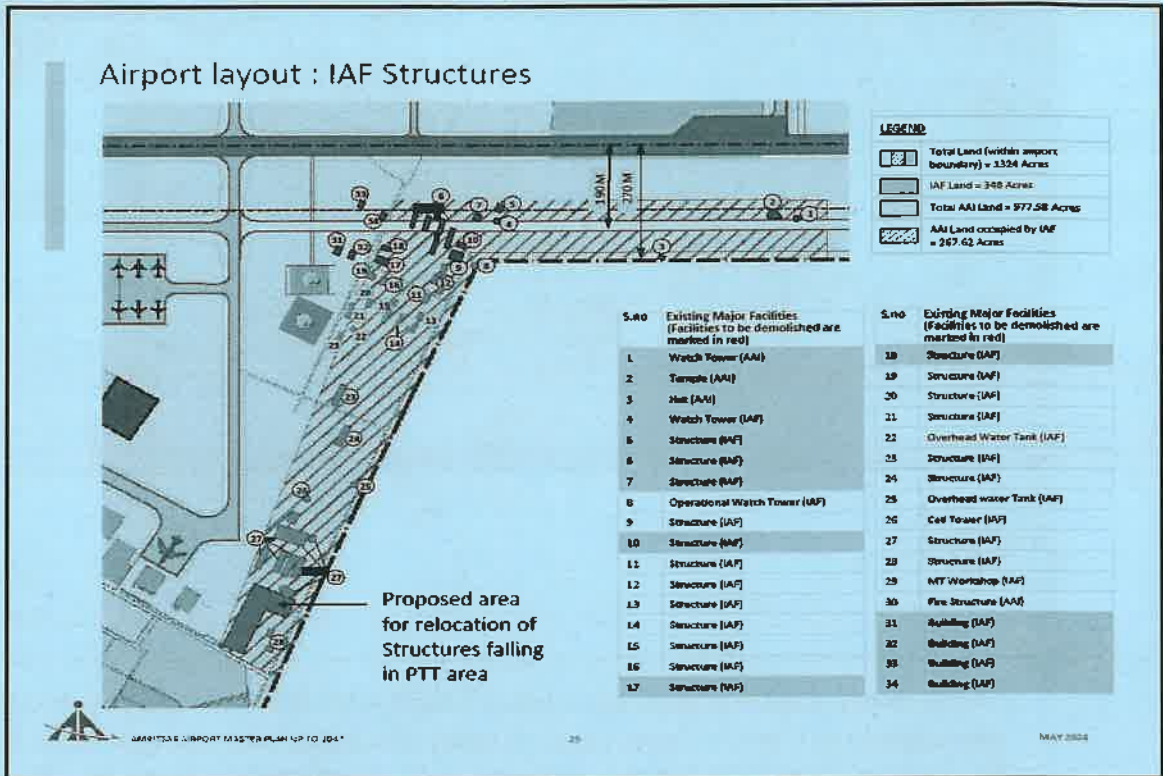 Airport layout : IAF Structures
190 M
270 M
LEGEND
Total Land (within airport
boundary) = 1324 Acres
IAF Land = 348 Acres
Total AAI Land = 977.58 Acres
AAI Land occupied by IAF
= 267.62 Acres
S.no Existing Major Facilities
(Facilities to be demolished are
marked in red)
1 Watch Tower (AAI)
2 Temple (AAI)
3 Hut (AAI)
4 Watch Tower (IAF)
5 Structure (IAF)
6 Structure (IAF)
7 Structure (IAF)
8 Operational Watch Tower (IAF)
9 Structure (IAF)
10 Structure (IAF)
11 Structure (IAF)
12 Structure (IAF)
13 Structure (IAF)
14 Structure (IAF)
15 Structure (IAF)
16 Structure (IAF)
17 Structure (IAF)
S.no Existing Major Facilities
(Facilities to be demolished are
marked in red)
18 Structure (IAF)
19 Structure (IAF)
20 Structure (IAF)
21 Structure (IAF)
22 Overhead Water Tank (IAF)
23 Structure (IAF)
24 Structure (IAF)
25 Overhead water Tank (IAF)
26 Cell Tower (IAF)
27 Structure (IAF)
28 Structure (IAF)
29 MT Workshop (IAF)
30 Fire Structure (AAI)
31 Building (IAF)
32 Building (IAF)
33 Building (IAF)
34 Building (IAF)
Proposed area
for relocation of
Structures falling
in PTT area
AMRITSAR AIRPORT MASTER PLAN UP TO
MAY 2024